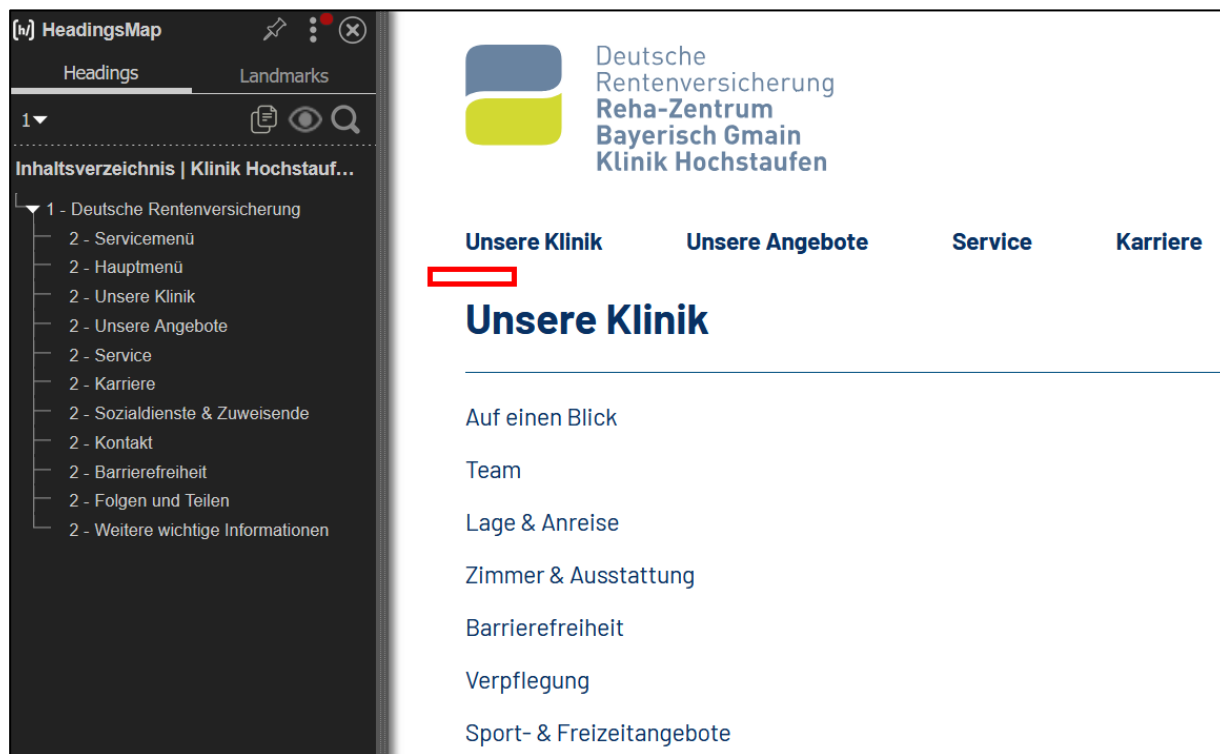 [h/] HeadingsMap
Headings
Landmarks
1
Inhaltsverzeichnis | Klinik Hochstauf...
1 - Deutsche Rentenversicherung
2 - Servicemenü
2 - Hauptmenü
2 - Unsere Klinik
2 - Unsere Angebote
2 - Service
2 - Karriere
2 - Sozialdienste & Zuweisende
2 - Kontakt
2 - Barrierefreiheit
2 - Folgen und Teilen
2 - Weitere wichtige Informationen
Deutsche
Rentenversicherung
Reha-Zentrum
Bayerisch Gmain
Klinik Hochstaufen
Unsere Klinik Unsere Angebote Service Karriere
Unsere Klinik
Auf einen Blick
Team
Lage & Anreise
Zimmer & Ausstattung
Barrierefreiheit
Verpflegung
Sport- & Freizeitangebote